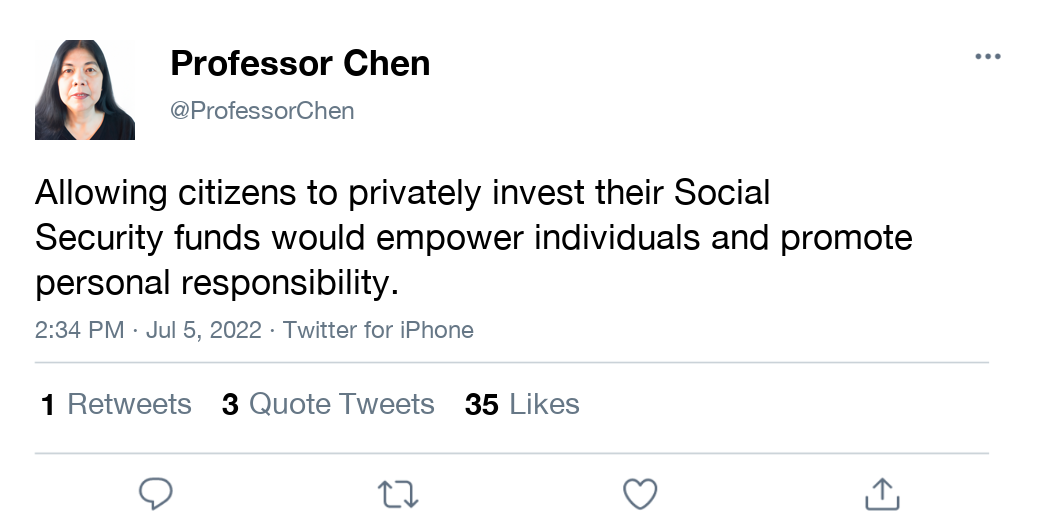 Professor Chen
@ProfessorChen
Allowing citizens to privately invest their Social
Security funds would empower individuals and promote
personal responsibility.
2:34 PM · Jul 5, 2022 · Twitter for iPhone
1 Retweets 3 Quote Tweets 35 Likes